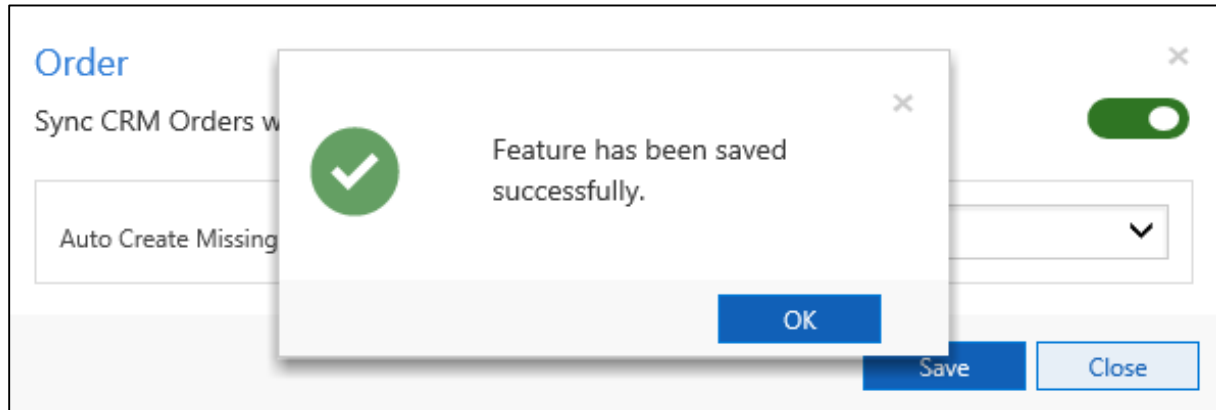 Order
Sync CRM Orders w
Auto Create Missing
Feature has been saved
successfully.
OK
Save
Close